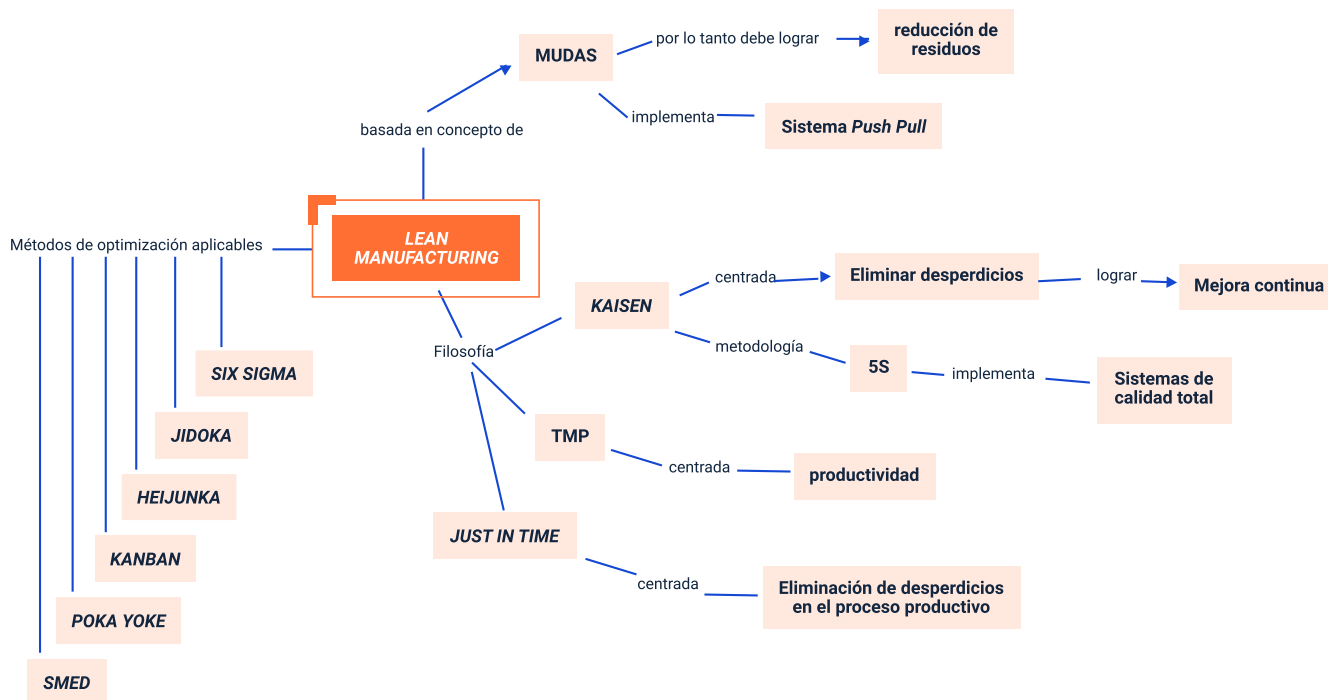 reducción de
residuos
por lo tanto debe lograr
MUDAS
implementa
Sistema Push Pull
basada en concepto de
LEAN
MANUFACTURING
Métodos de optimización aplicables
SIX SIGMA
JIDOKA
HEIJUNKA
KANBAN
POKA YOKE
SMED
Filosofía
KAISEN
centrada
Eliminar desperdicios
lograr
Mejora continua
metodología
5S
implementa
Sistemas de
calidad total
TMP
centrada
productividad
JUST IN TIME
centrada
Eliminación de desperdicios
en el proceso productivo